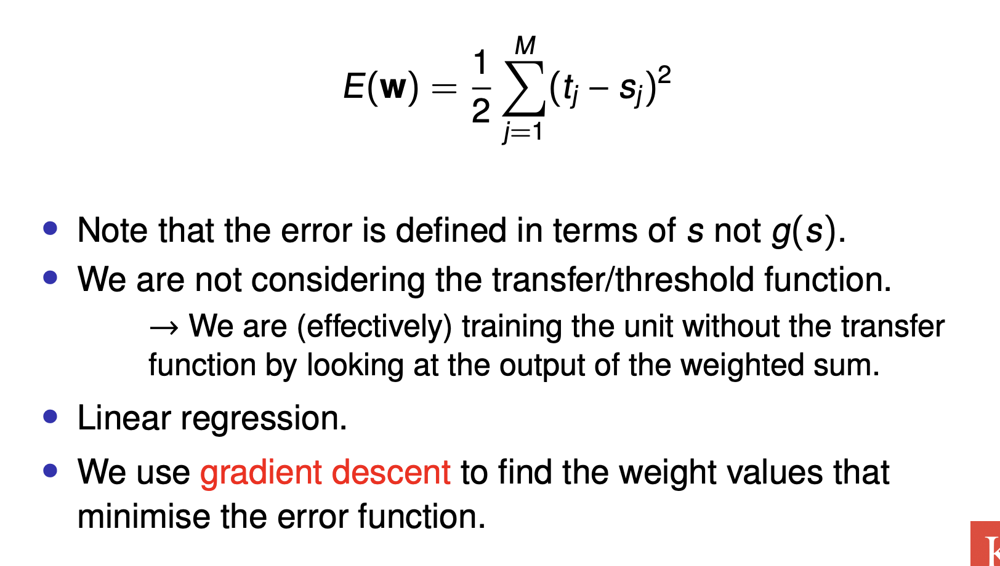 E(w) = 1/2 ∑_{j=1}^{M} (t_j − s_j)²
• Note that the error is defined in terms of s not g(s).
• We are not considering the transfer/threshold function.
→ We are (effectively) training the unit without the transfer
function by looking at the output of the weighted sum.
• Linear regression.
• We use gradient descent to find the weight values that
minimise the error function.